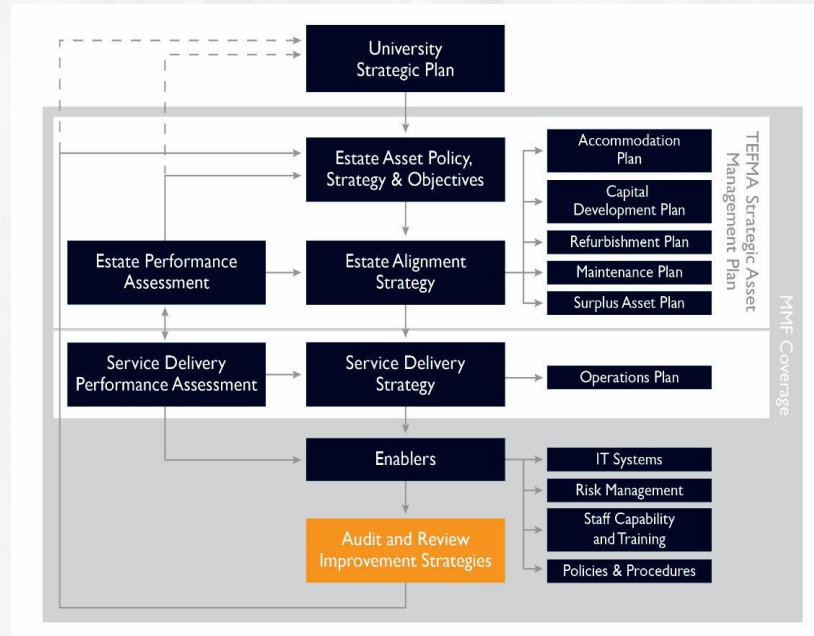 University
Strategic Plan
Estate Asset Policy,
Strategy & Objectives
Accommodation
Plan
Capital
Development Plan
Refurbishment Plan
Maintenance Plan
Surplus Asset Plan
TEFMA Strategic Asset
Management Plan
Estate Performance
Assessment
Estate Alignment
Strategy
MMF Coverage
Service Delivery
Performance Assessment
Service Delivery
Strategy
Operations Plan
Enablers
IT Systems
Risk Management
Staff Capability
and Training
Policies & Procedures
Audit and Review
Improvement Strategies